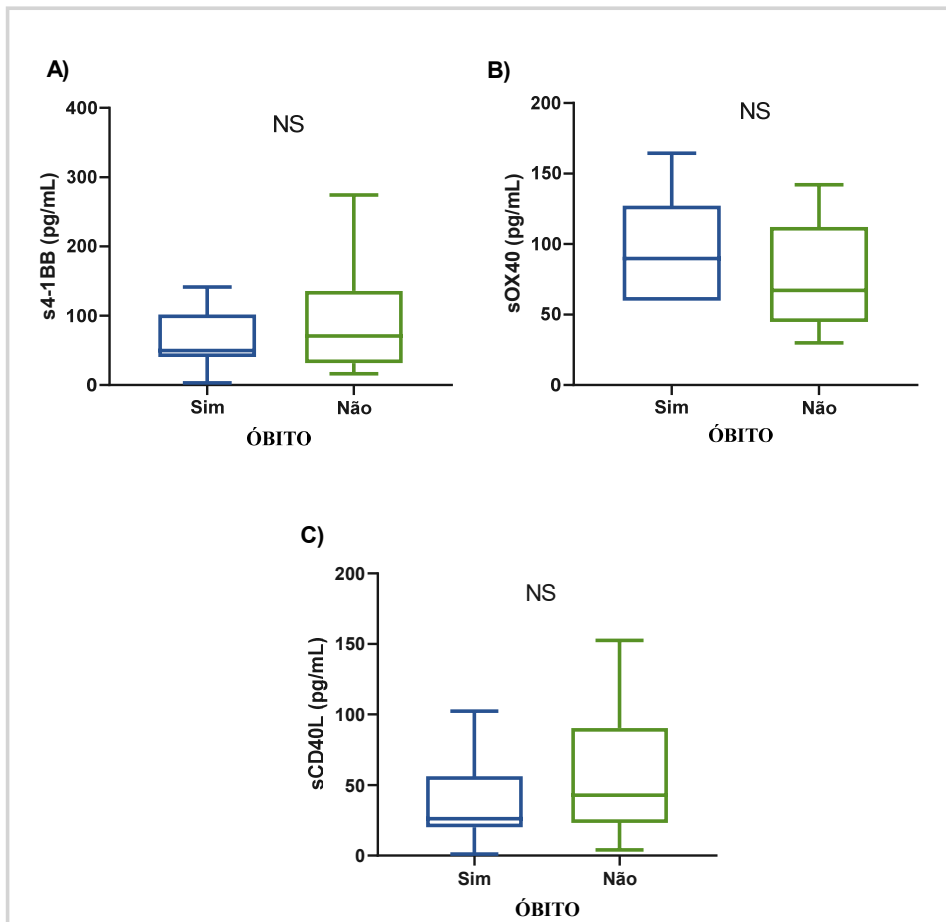 A)
400
300
200
100
0
s4-1BB (pg/mL)
NS
Sim
Não
ÓBITO
B)
200
150
100
50
0
sOX40 (pg/mL)
NS
Sim
Não
ÓBITO
C)
200
150
100
50
0
sCD40L (pg/mL)
NS
Sim
Não
ÓBITO